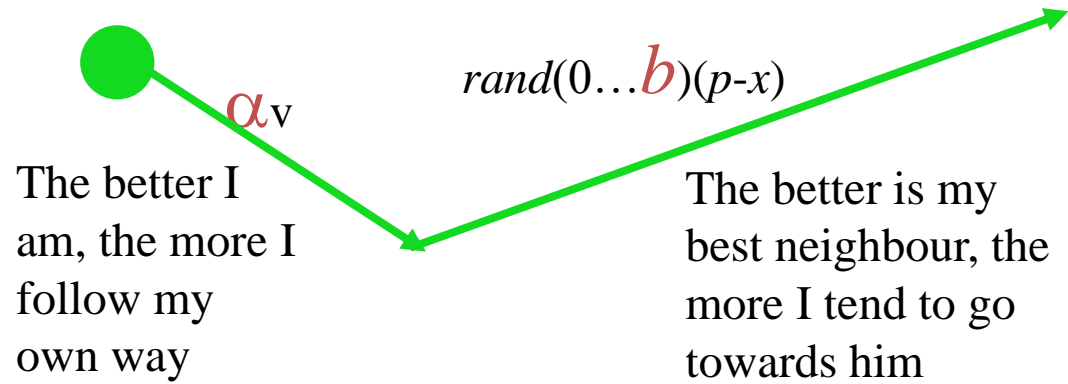 rand(0…b)(p-x)
αv
The better I
am, the more I
follow my
own way
The better is my
best neighbour, the
more I tend to go
towards him